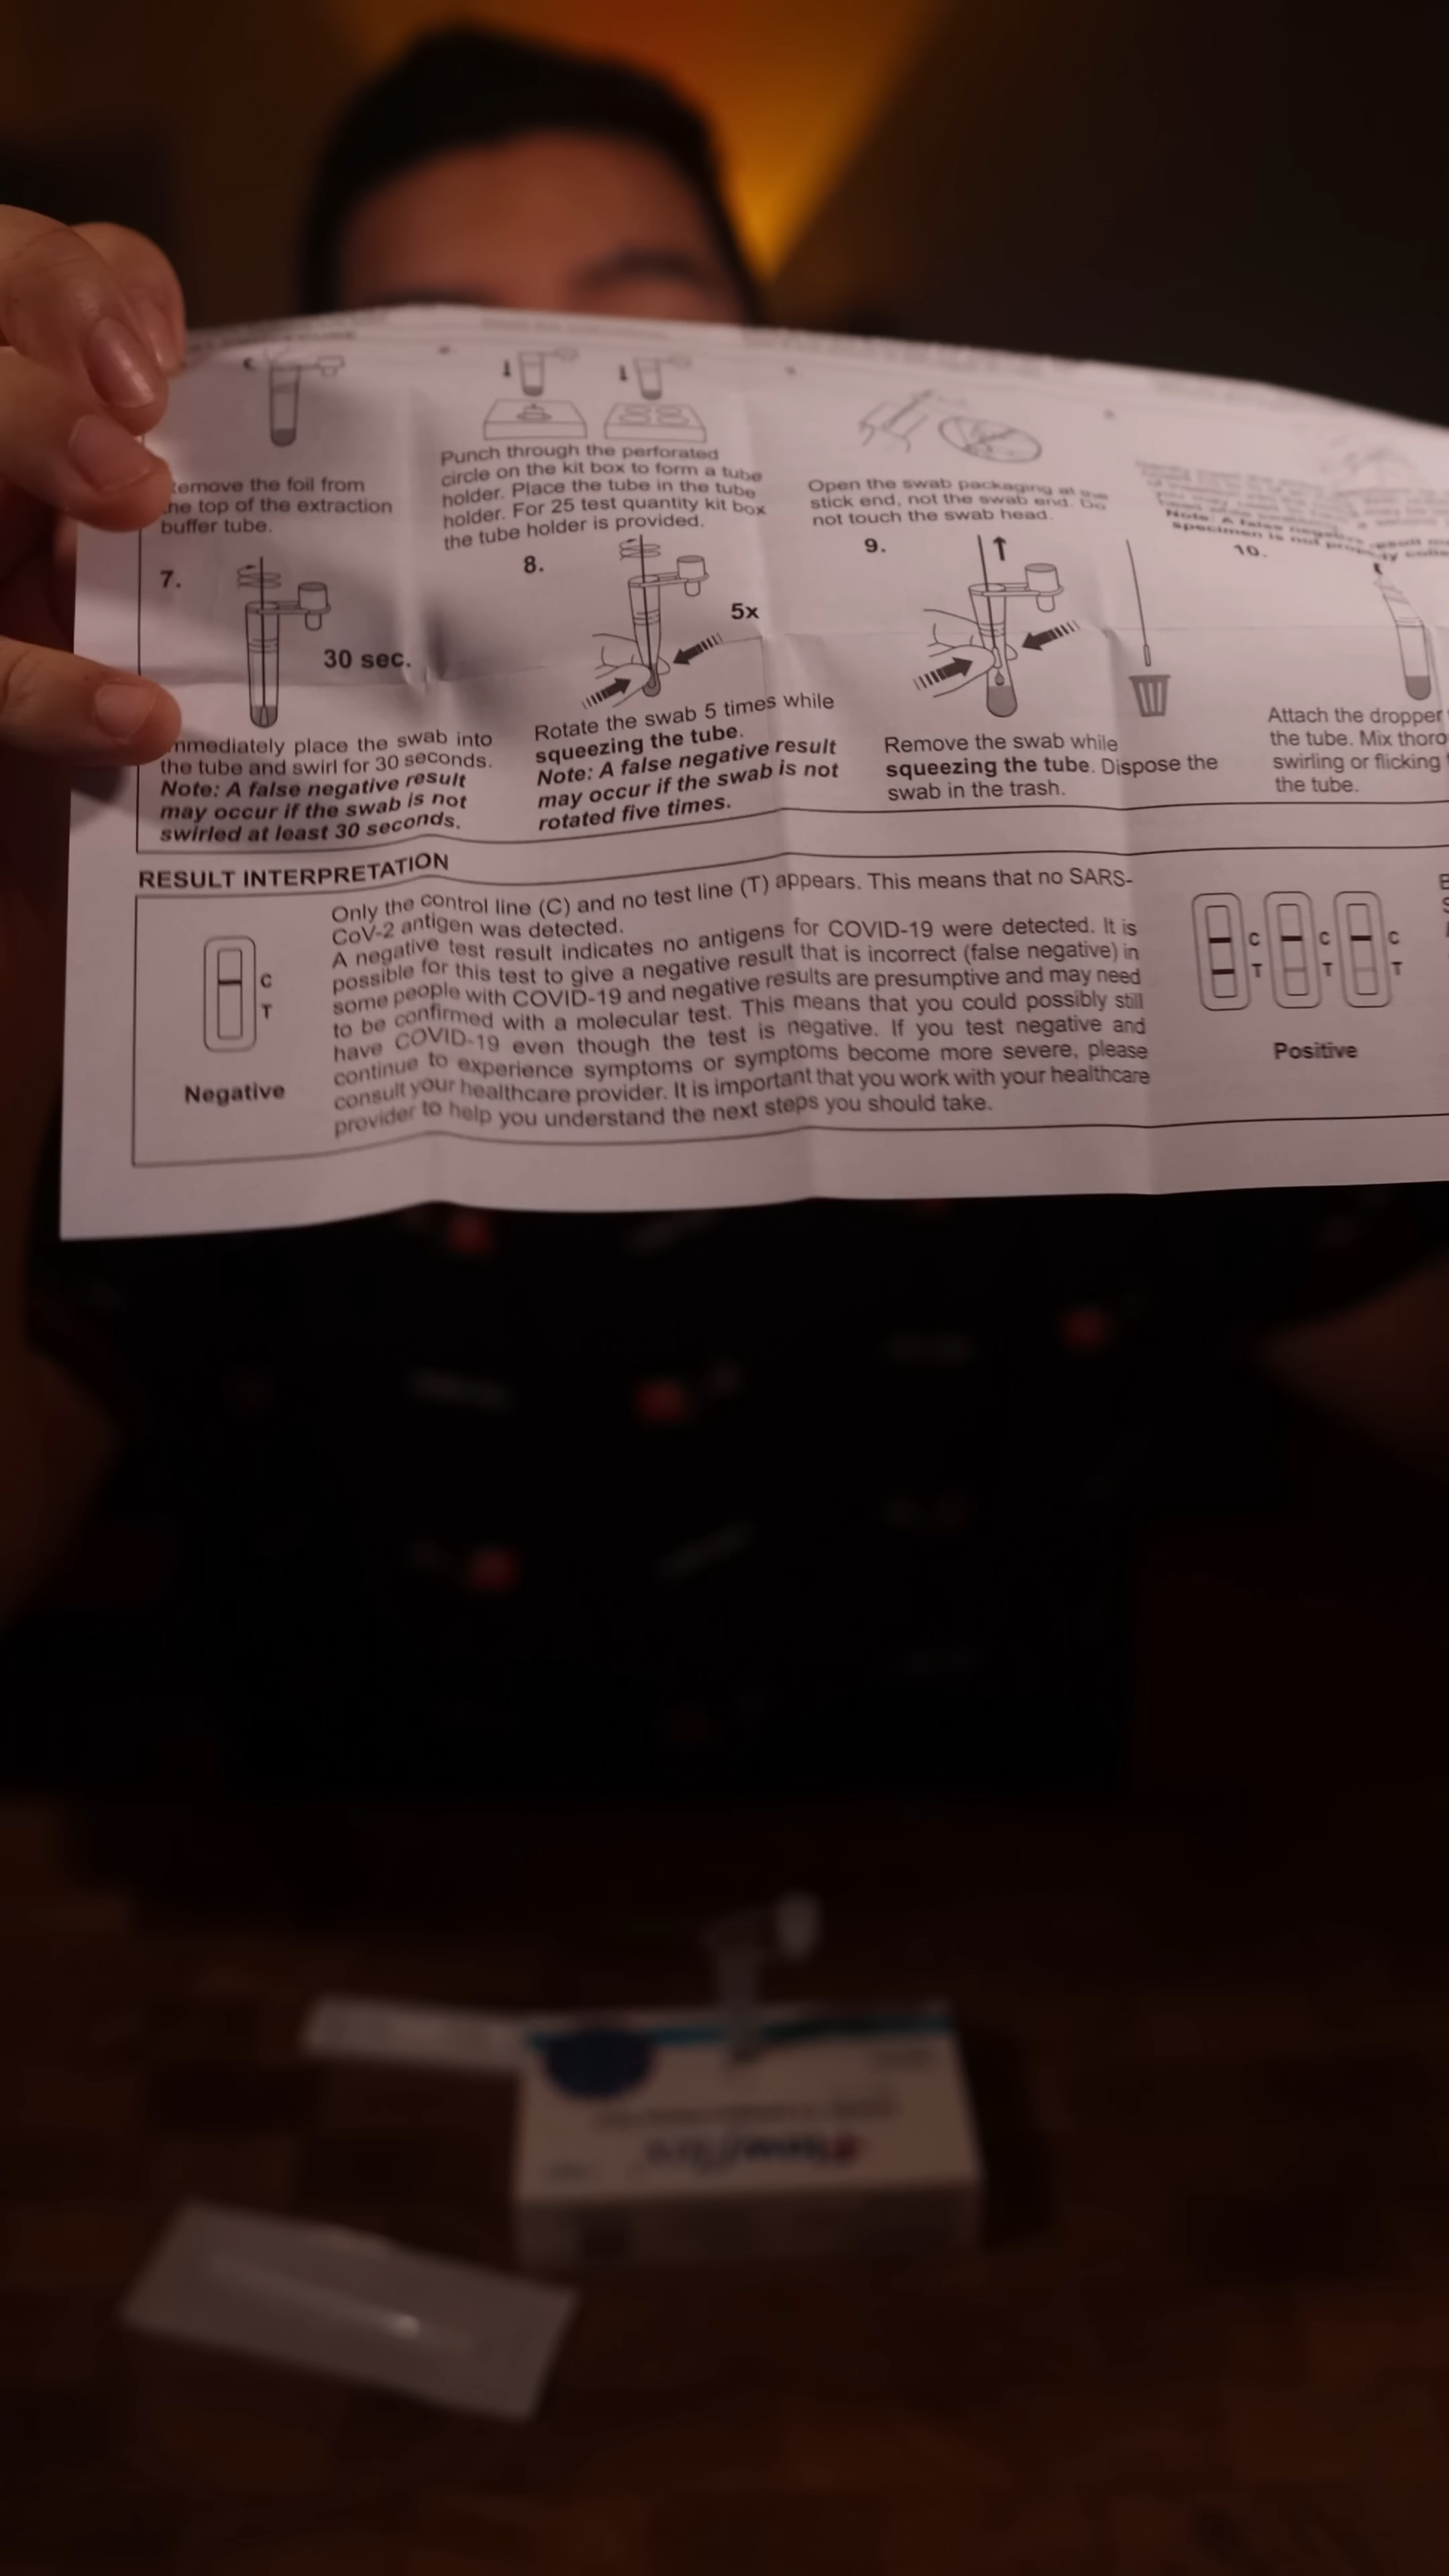 emove the foil from
he top of the extraction
buffer tube.
Punch through the perforated
circle on the kit box to form a tube
holder. Place the tube in the tube
holder. For 25 test quantity kit box
the tube holder is provided.
Open the swab packaging at the
stick end, not the swab end. Do
not touch the swab head.
Note: A false negative result
specimen is not properly
7.
30 sec.
mmediately place the swab into
the tube and swirl for 30 seconds.
Note: A false negative result
may occur if the swab is not
swirled at least 30 seconds.
8.
5x
Rotate the swab 5 times while
squeezing the tube.
Note: A false negative result
may occur if the swab is not
rotated five times.
9.
Remove the swab while
squeezing the tube. Dispose the
swab in the trash.
10.
Attach the dropper
the tube. Mix thoro
swirling or flicking
the tube.
RESULT INTERPRETATION
C
T
Negative
Only the control line (C) and no test line (T) appears. This means that no SARS-
CoV-2 antigen was detected.
A negative test result indicates no antigens for COVID-19 were detected. It is
possible for this test to give a negative result that is incorrect (false negative) in
some people with COVID-19 and negative results are presumptive and may need
to be confirmed with a molecular test. This means that you could possibly still
have COVID-19 even though the test is negative. If you test negative and
continue to experience symptoms or symptoms become more severe, please
consult your healthcare provider. It is important that you work with your healthcare
provider to help you understand the next steps you should take.
C C C
T T T
Positive